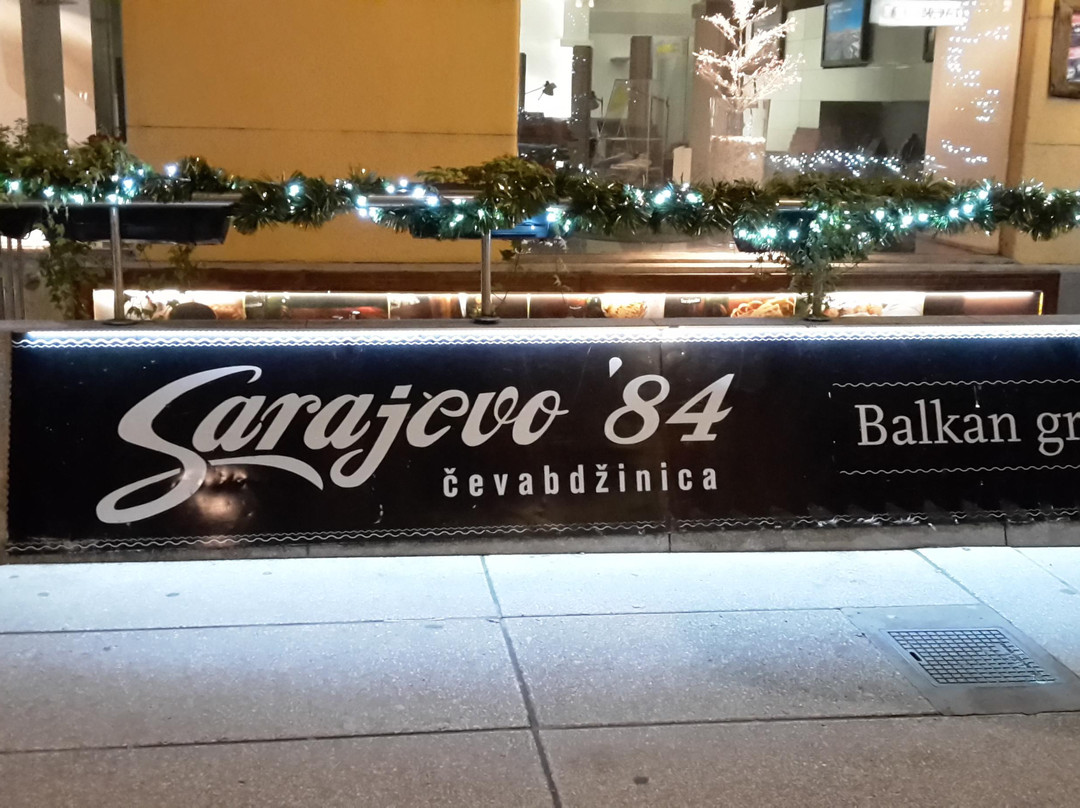 Sarajevo '84
čevabdžinica
Balkan gr